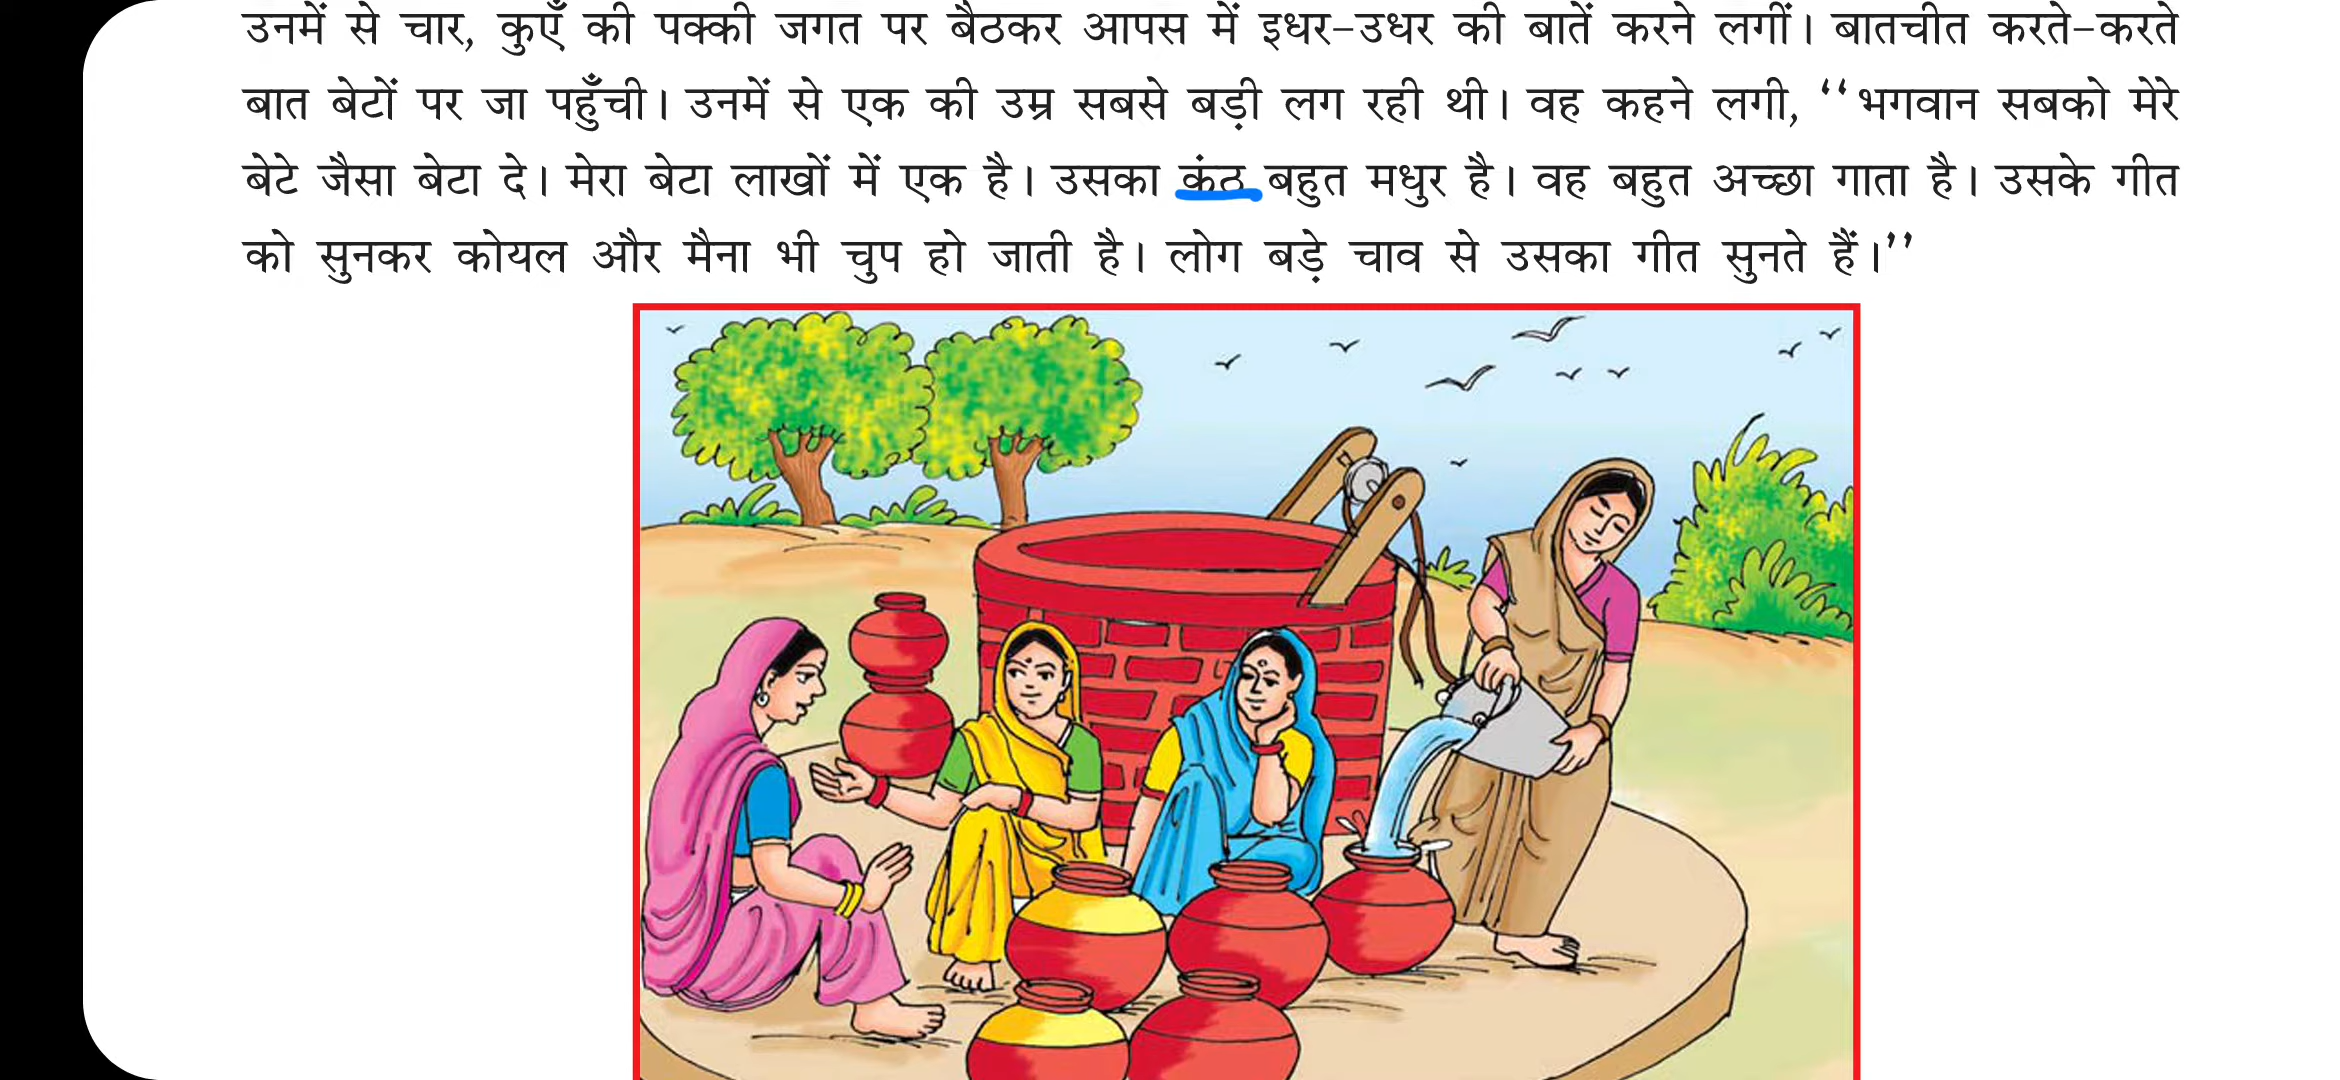 उनमें से चार, कुएँ की पक्की जगत पर बैठकर आपस में इधर-उधर की बातें करने लगीं। बातचीत करते-करते
बात बेटों पर जा पहुँची। उनमें से एक की उम्र सबसे बड़ी लग रही थी। वह कहने लगी, ‘‘भगवान सबको मेरे
बेटे जैसा बेटा दे। मेरा बेटा लाखों में एक है। उसका कंठ बहुत मधुर है। वह बहुत अच्छा गाता है। उसके गीत
को सुनकर कोयल और मैना भी चुप हो जाती है। लोग बड़े चाव से उसका गीत सुनते हैं।’’